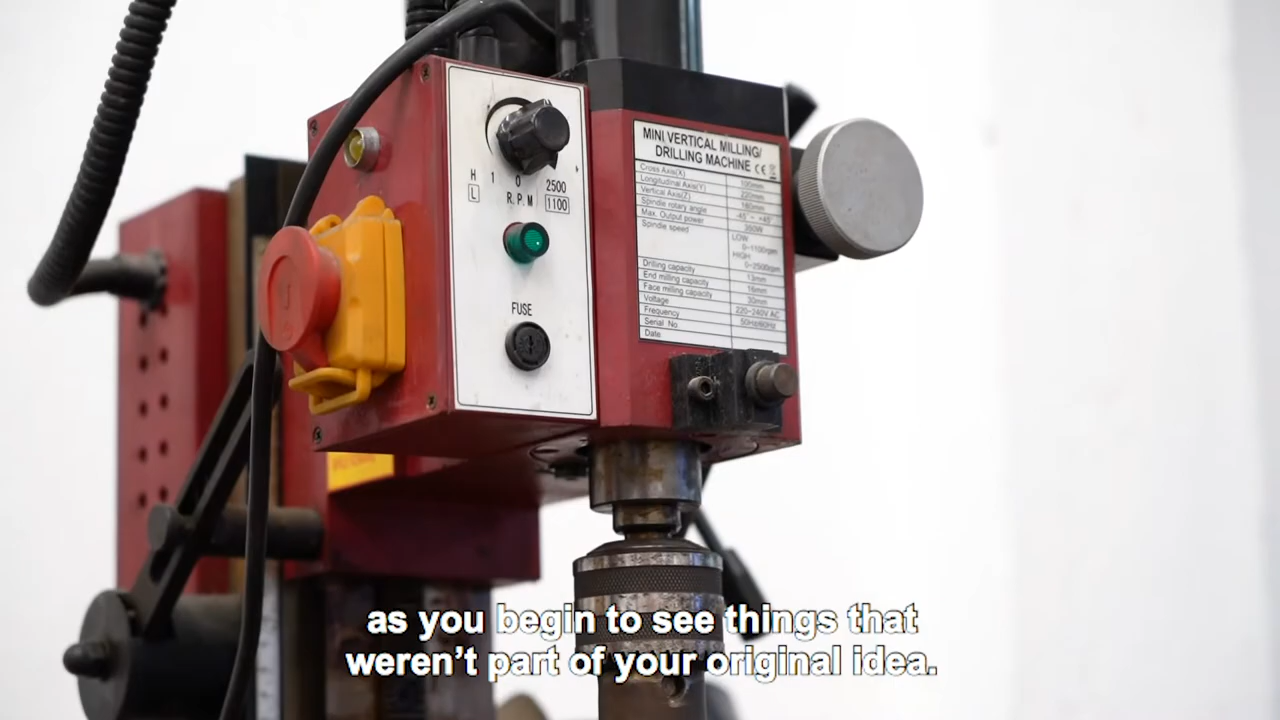 H 1 0 2500
L R.P.M 1100
FUSE
MINI VERTICAL MILLING/
DRILLING MACHINE CE
Cross Axis(X) 100mm
Longitudinal Axis(Y) 220mm
Vertical Axis(Z) 180mm
Spindle rotary angle -45°~ +45°
Max. Output power 350W
Spindle speed LOW
0~1100rpm
HIGH:
0~2500rpm
Drilling capacity 13mm
End milling capacity 16mm
Face milling capacity 30mm
Voltage 220-240V AC
Frequency 50Hz/60Hz
Serial No
Date
as you begin to see things that
weren't part of your original idea.